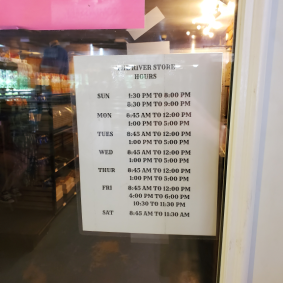 THE RIVER STORE
HOURS
SUN 1:30 PM TO 8:00 PM
8:30 PM TO 9:00 PM
MON 8:45 AM TO 12:00 PM
1:00 PM TO 5:00 PM
TUES 8:45 AM TO 12:00 PM
1:00 PM TO 5:00 PM
WED 8:45 AM TO 12:00 PM
1:00 PM TO 5:00 PM
THUR 8:45 AM TO 12:00 PM
1:00 PM TO 5:00 PM
FRI 8:45 AM TO 12:00 PM
4:00 PM TO 6:00 PM
10:30 TO 11:30 PM
SAT 8:45 AM TO 11:30 AM